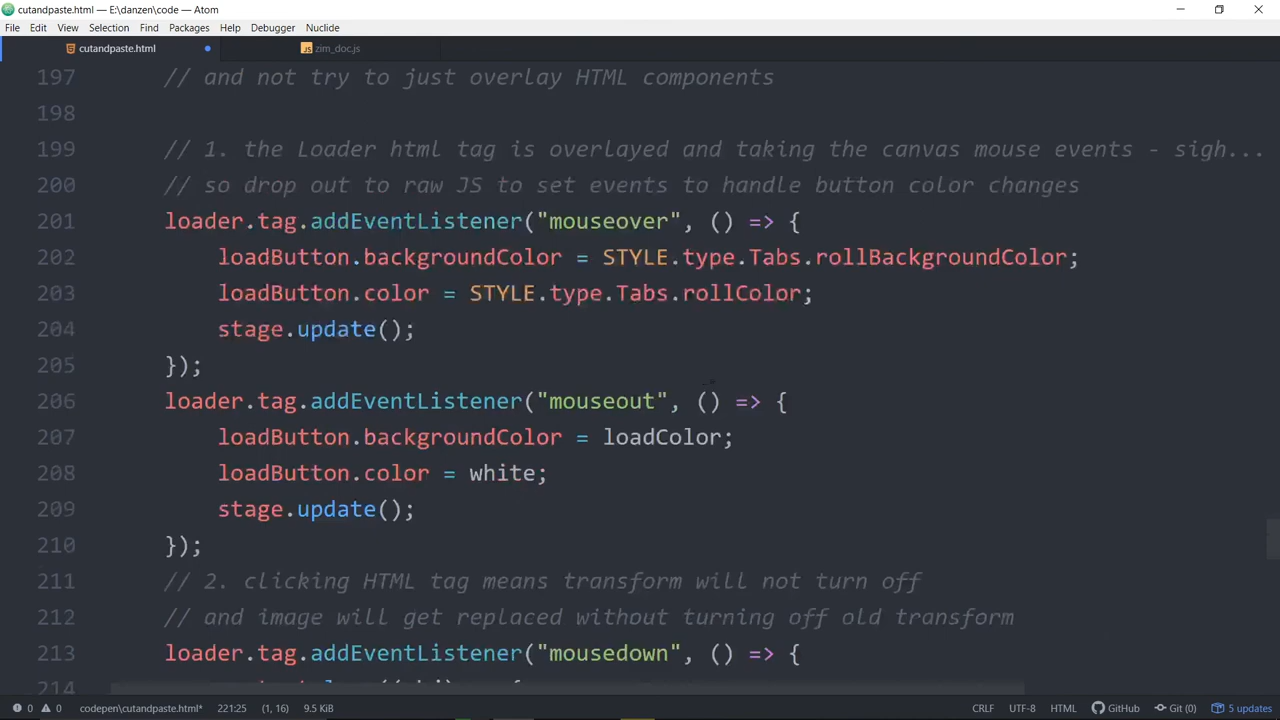 cutandpaste.html — E:\danzen\code — Atom
File Edit View Selection Find Packages Help Debugger Nuclide
cutandpaste.html zim_doc.js
197 // and not try to just overlay HTML components
198
199 // 1. the Loader html tag is overlayed and taking the canvas mouse events - sigh...
200 // so drop out to raw JS to set events to handle button color changes
201 loader.tag.addEventListener("mouseover", () => {
202 loadButton.backgroundColor = STYLE.type.Tabs.rollBackgroundColor;
203 loadButton.color = STYLE.type.Tabs.rollColor;
204 stage.update();
205 });
206 loader.tag.addEventListener("mouseout", () => {
207 loadButton.backgroundColor = loadColor;
208 loadButton.color = white;
209 stage.update();
210 });
211 // 2. clicking HTML tag means transform will not turn off
212 // and image will get replaced without turning off old transform
213 loader.tag.addEventListener("mousedown", () => {
214
0 0 codepen\cutandpaste.html* 221:25 (1, 16) 9.5 KiB CRLF UTF-8 HTML GitHub Git (0) 5 updates